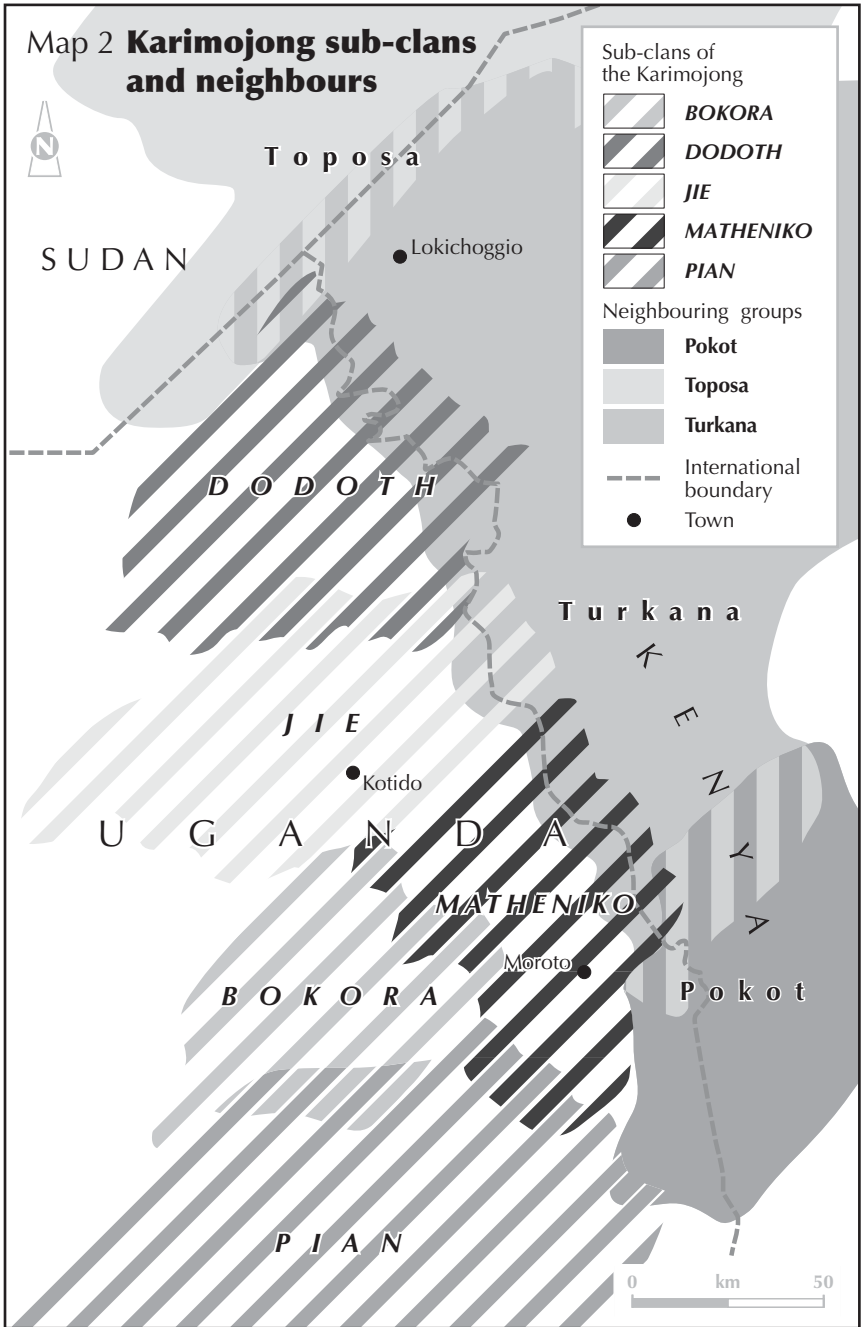 Map 2 Karimojong sub-clans
and neighbours
N
Sub-clans of
the Karimojong
BOKORA
DODOTH
JIE
MATHENIKO
PIAN
Neighbouring groups
Pokot
Toposa
Turkana
International
boundary
Town
Toposa
SUDAN
Lokichoggio
DODOTH
Turkana
KENYA
JIE
Kotido
UGANDA
MATHENIKO
Moroto
BOKORA
Pokot
PIAN
0 km 50